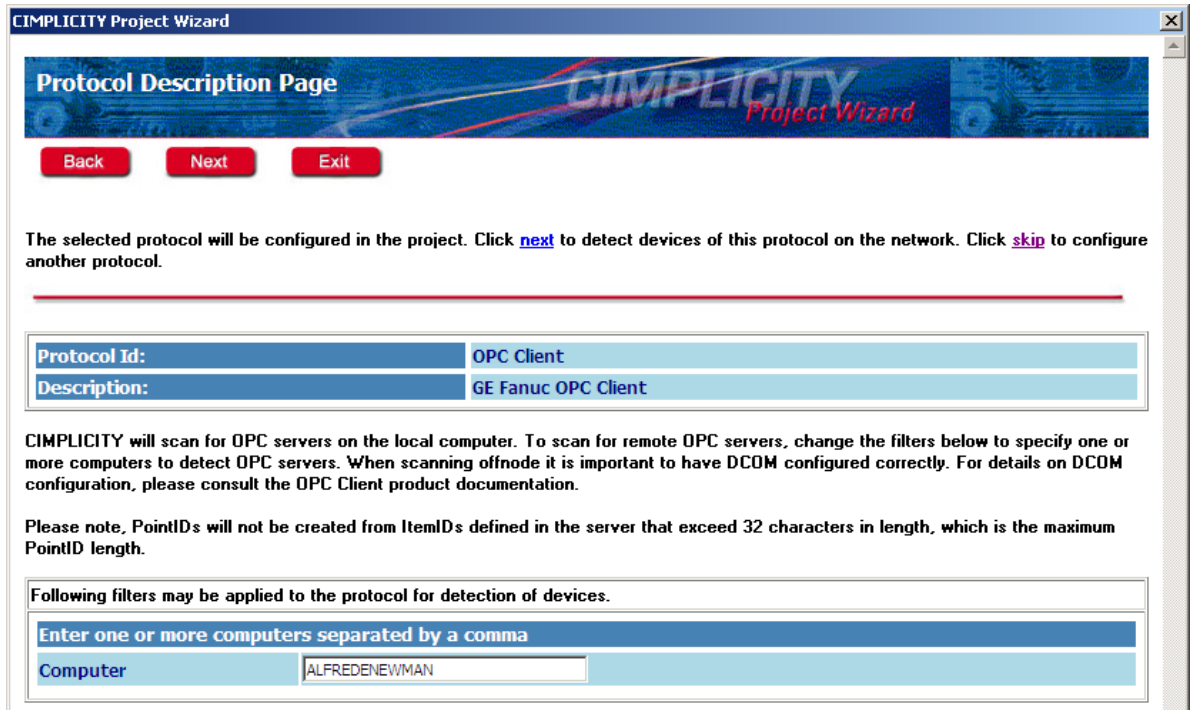 CIMPLICITY Project Wizard
Protocol Description Page
CIMPLICITY
Project Wizard
Back Next Exit
The selected protocol will be configured in the project. Click next to detect devices of this protocol on the network. Click skip to configure
another protocol.
Protocol Id: OPC Client
Description: GE Fanuc OPC Client
CIMPLICITY will scan for OPC servers on the local computer. To scan for remote OPC servers, change the filters below to specify one or
more computers to detect OPC servers. When scanning offnode it is important to have DCOM configured correctly. For details on DCOM
configuration, please consult the OPC Client product documentation.
Please note, PointIDs will not be created from ItemIDs defined in the server that exceed 32 characters in length, which is the maximum
PointID length.
Following filters may be applied to the protocol for detection of devices.
Enter one or more computers separated by a comma
Computer ALFREDENEWMAN